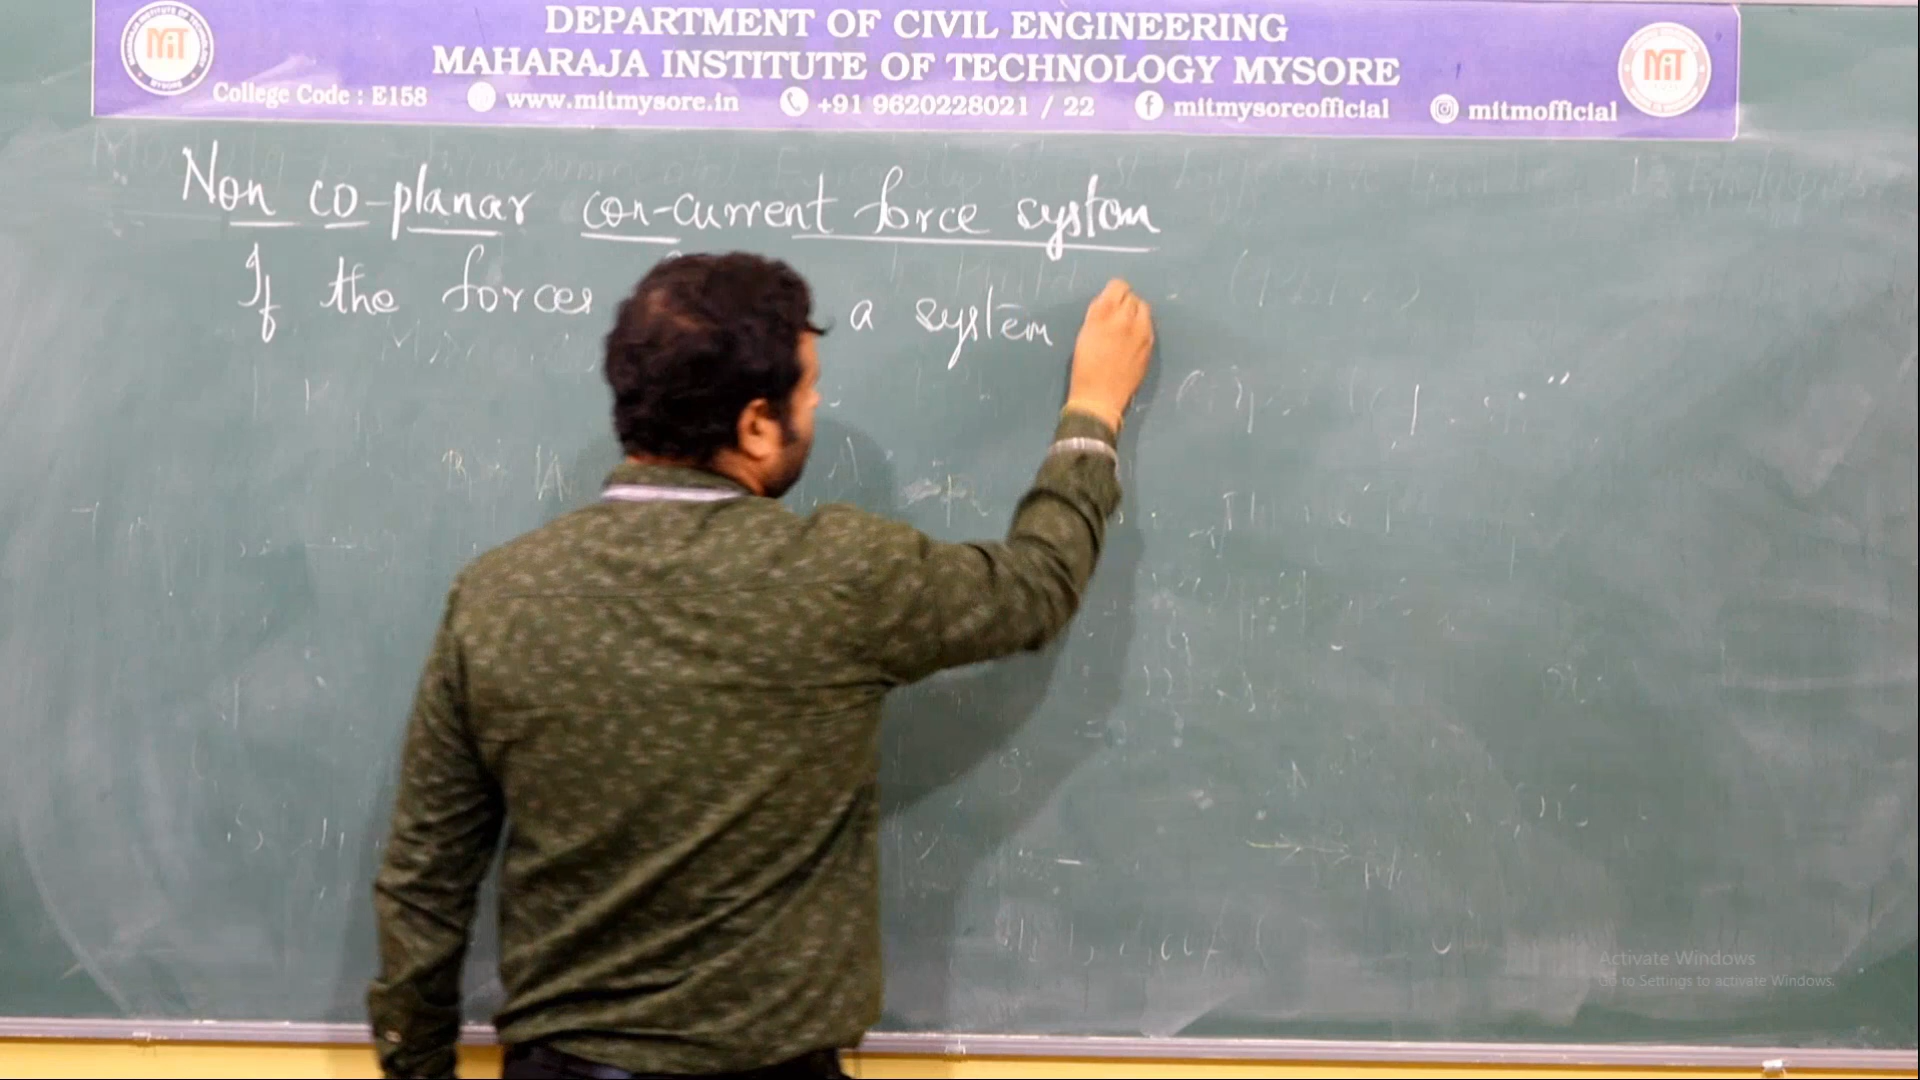 DEPARTMENT OF CIVIL ENGINEERING
MAHARAJA INSTITUTE OF TECHNOLOGY MYSORE
College Code : E158 www.mitmysore.in +91 9620228021 / 22 mitmysoreofficial mitmofficial
MiT
MiT
Non co-planar con-current force system
If the forces a system
Activate Windows
Go to Settings to activate Windows.